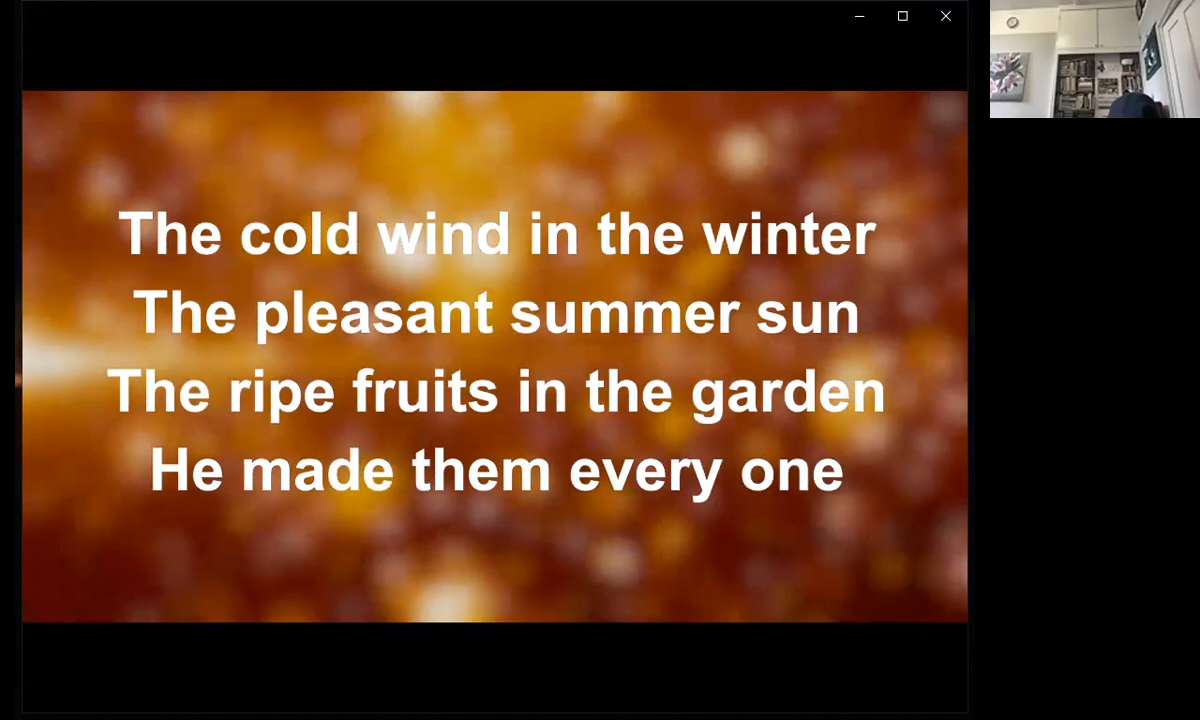 The cold wind in the winter
The pleasant summer sun
The ripe fruits in the garden
He made them every one